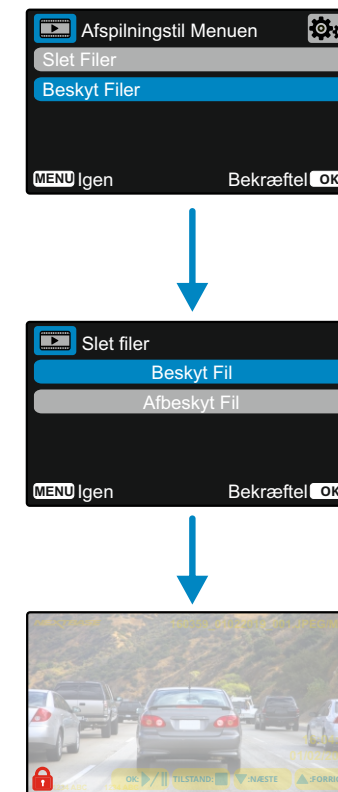 Afspilningstil Menuen
Slet Filer
Beskyt Filer
MENU Igen Bekræftel OK
Slet filer
Beskyt Fil
Afbeskyt Fil
MENU Igen Bekræftel OK
OK: TILSTAND: :NÆSTE